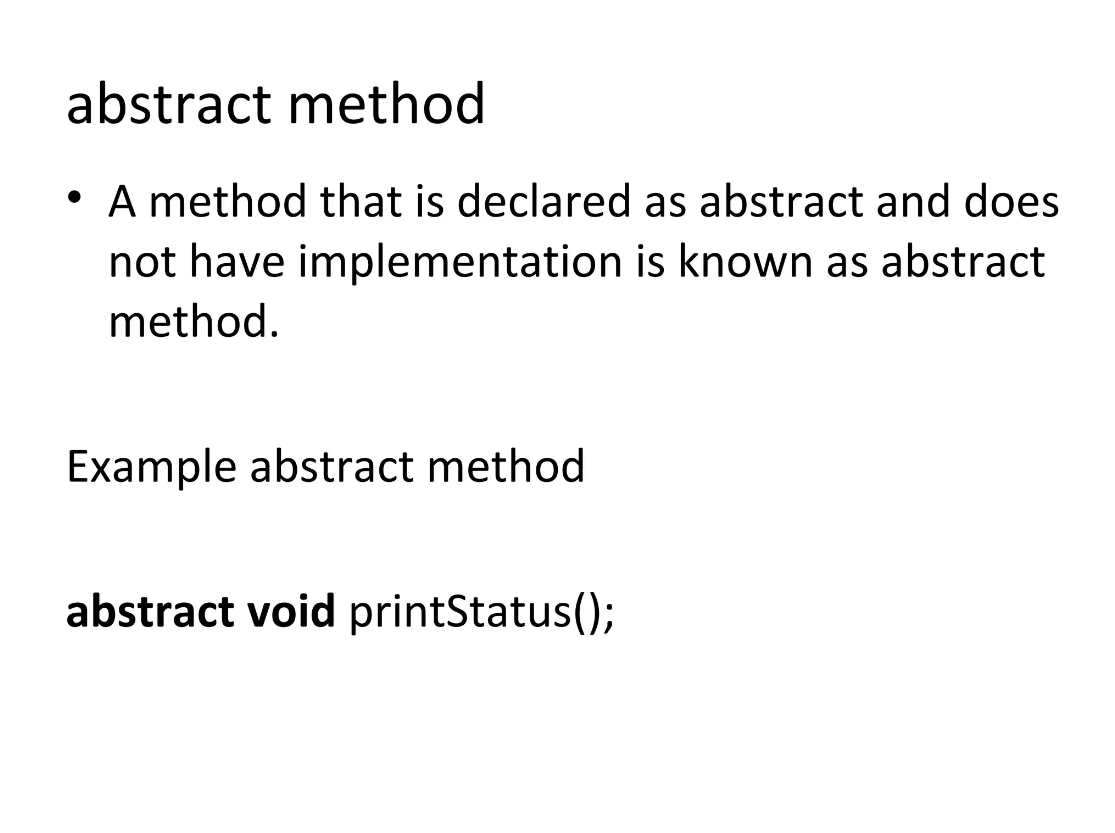 abstract method
• A method that is declared as abstract and does
not have implementation is known as abstract
method.
Example abstract method
abstract void printStatus();